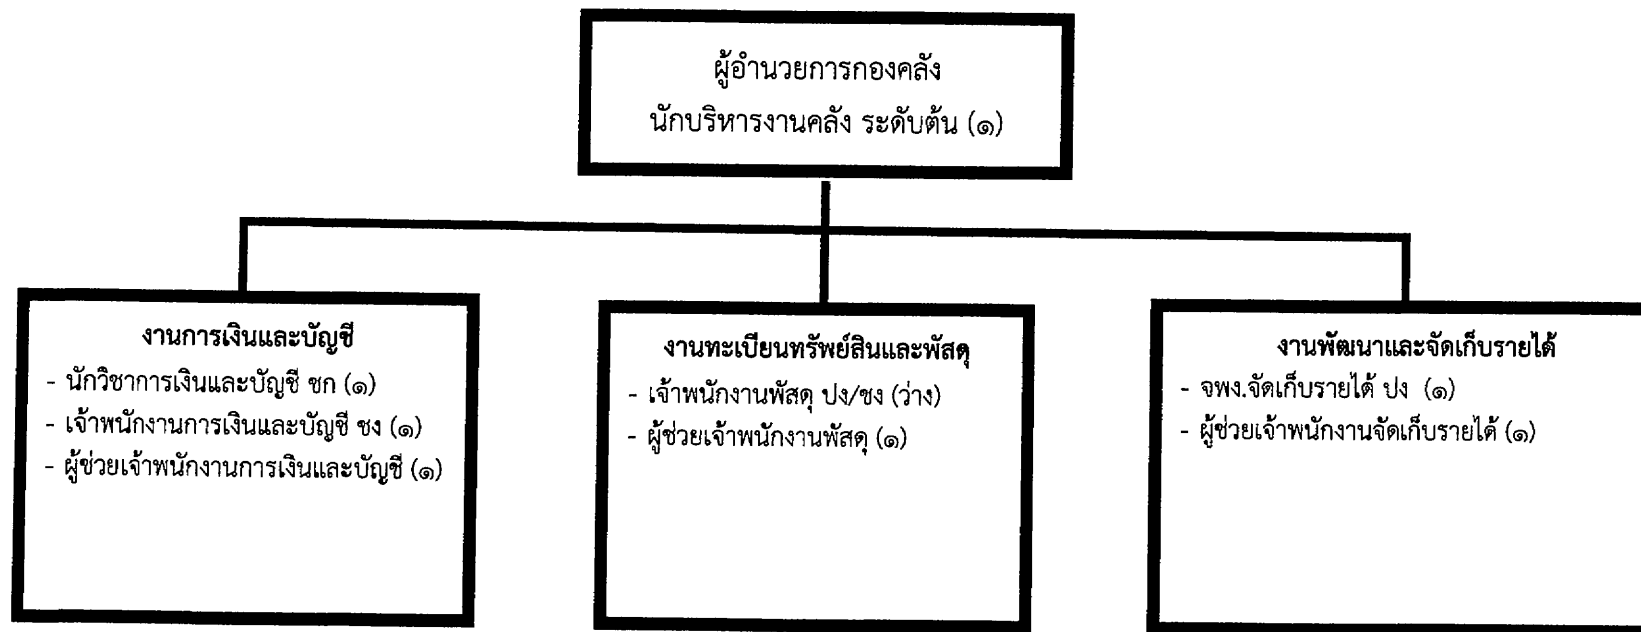 ผู้อำนวยการกองคลัง
นักบริหารงานคลัง ระดับต้น (๑)
งานการเงินและบัญชี
- นักวิชาการเงินและบัญชี ชก (๑)
- เจ้าพนักงานการเงินและบัญชี ชง (๑)
- ผู้ช่วยเจ้าพนักงานการเงินและบัญชี (๑)
งานทะเบียนทรัพย์สินและพัสดุ
- เจ้าพนักงานพัสดุ ปง/ชง (ว่าง)
- ผู้ช่วยเจ้าพนักงานพัสดุ (๑)
งานพัฒนาและจัดเก็บรายได้
- จพง.จัดเก็บรายได้ ปง (๑)
- ผู้ช่วยเจ้าพนักงานจัดเก็บรายได้ (๑)